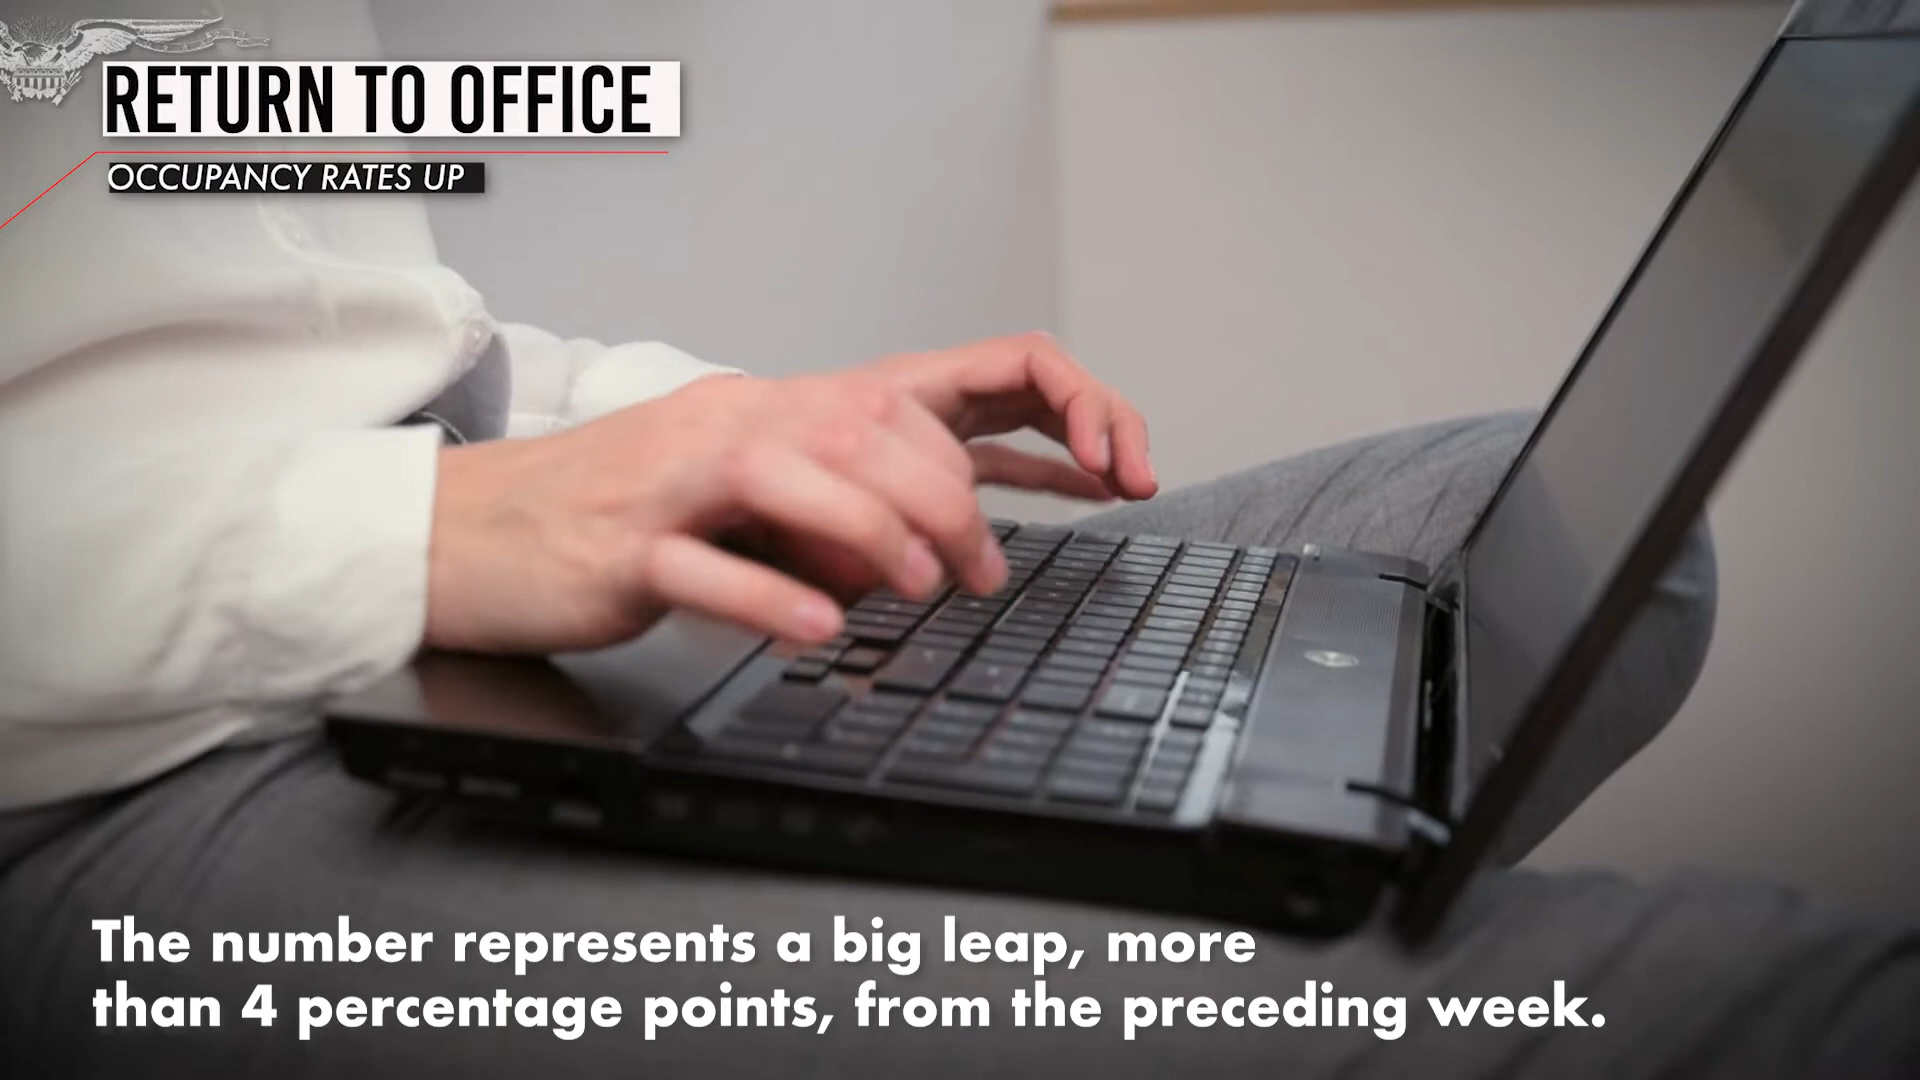 RETURN TO OFFICE
OCCUPANCY RATES UP
The number represents a big leap, more
than 4 percentage points, from the preceding week.